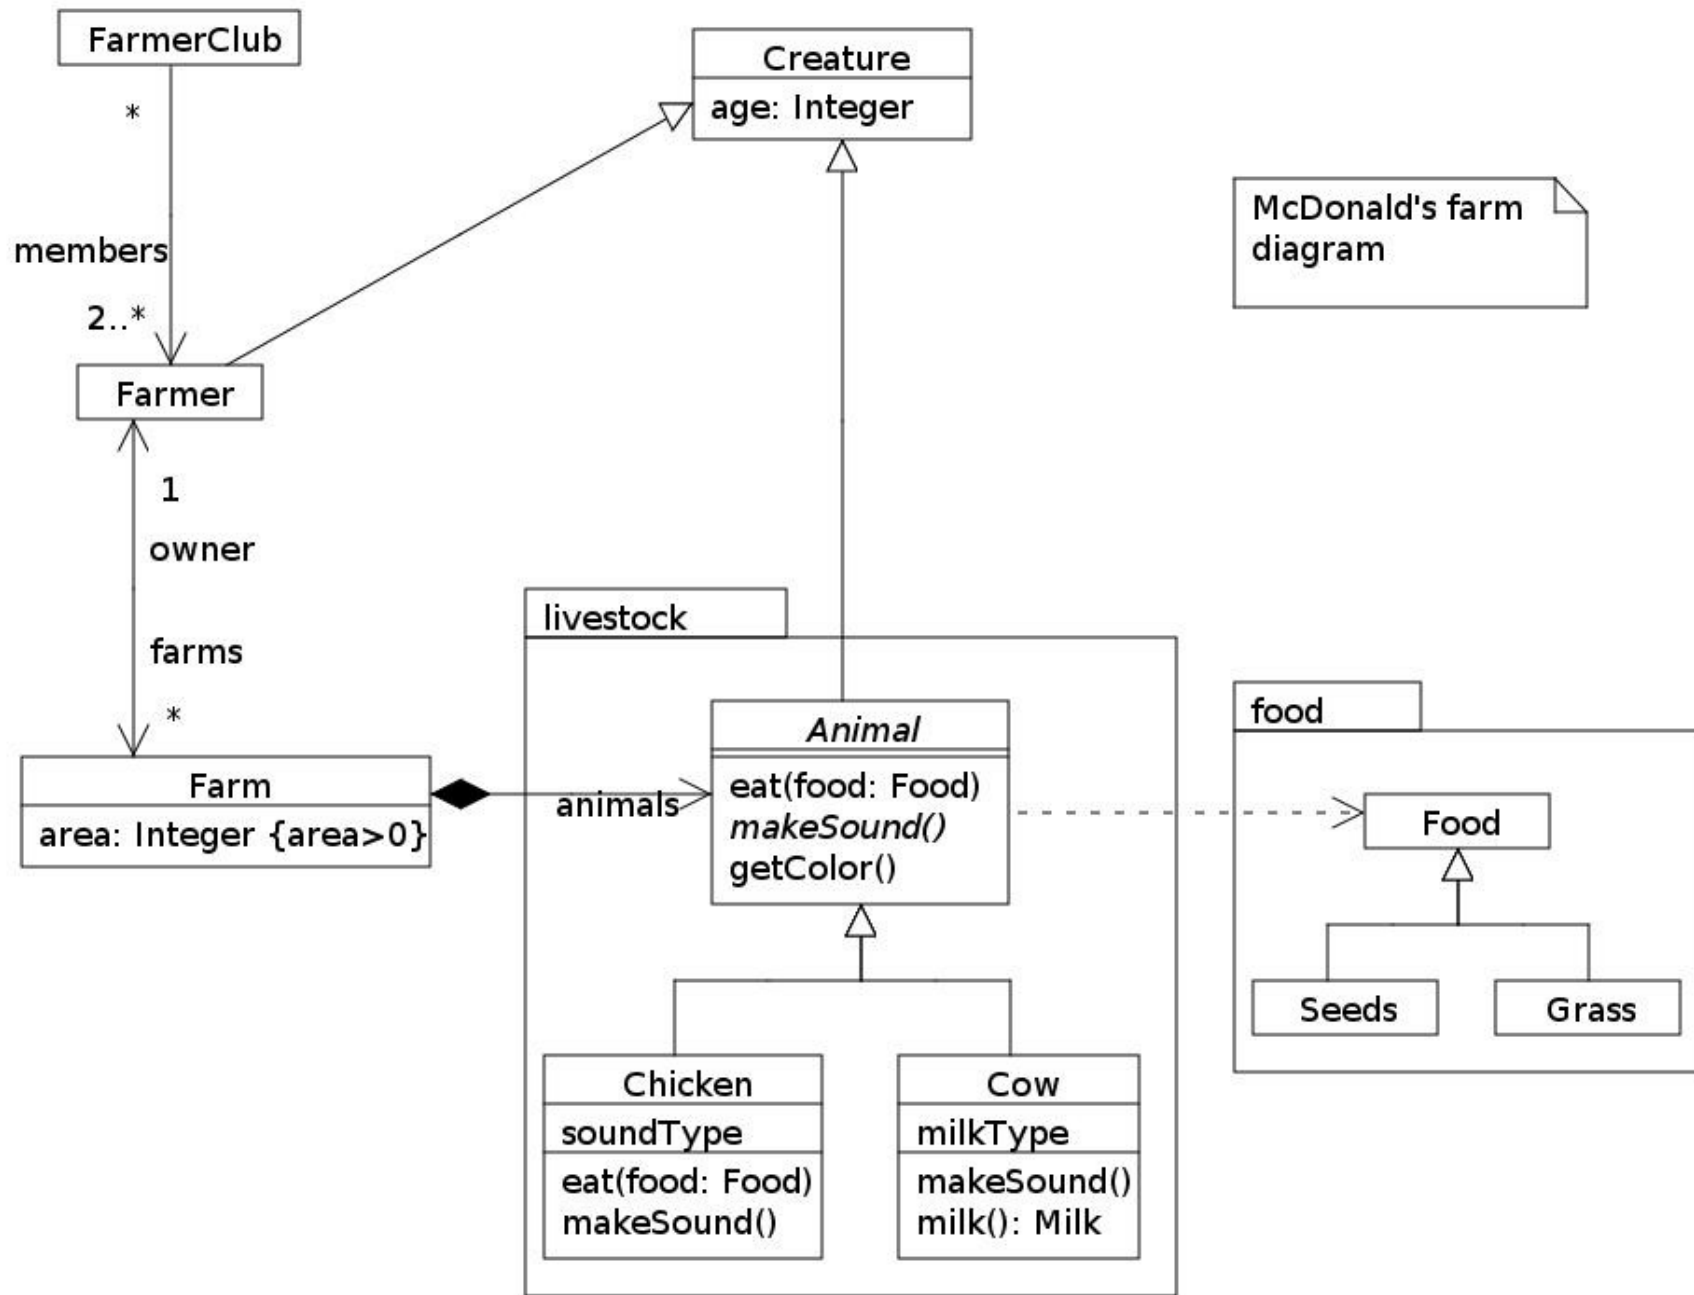 FarmerClub
*
members
2..*
Farmer
1
owner
farms
*
Farm
area: Integer {area>0}
Creature
age: Integer
McDonald's farm
diagram
livestock
animals
Animal
eat(food: Food)
makeSound()
getColor()
Chicken
soundType
eat(food: Food)
makeSound()
Cow
milkType
makeSound()
milk(): Milk
food
Food
Seeds
Grass